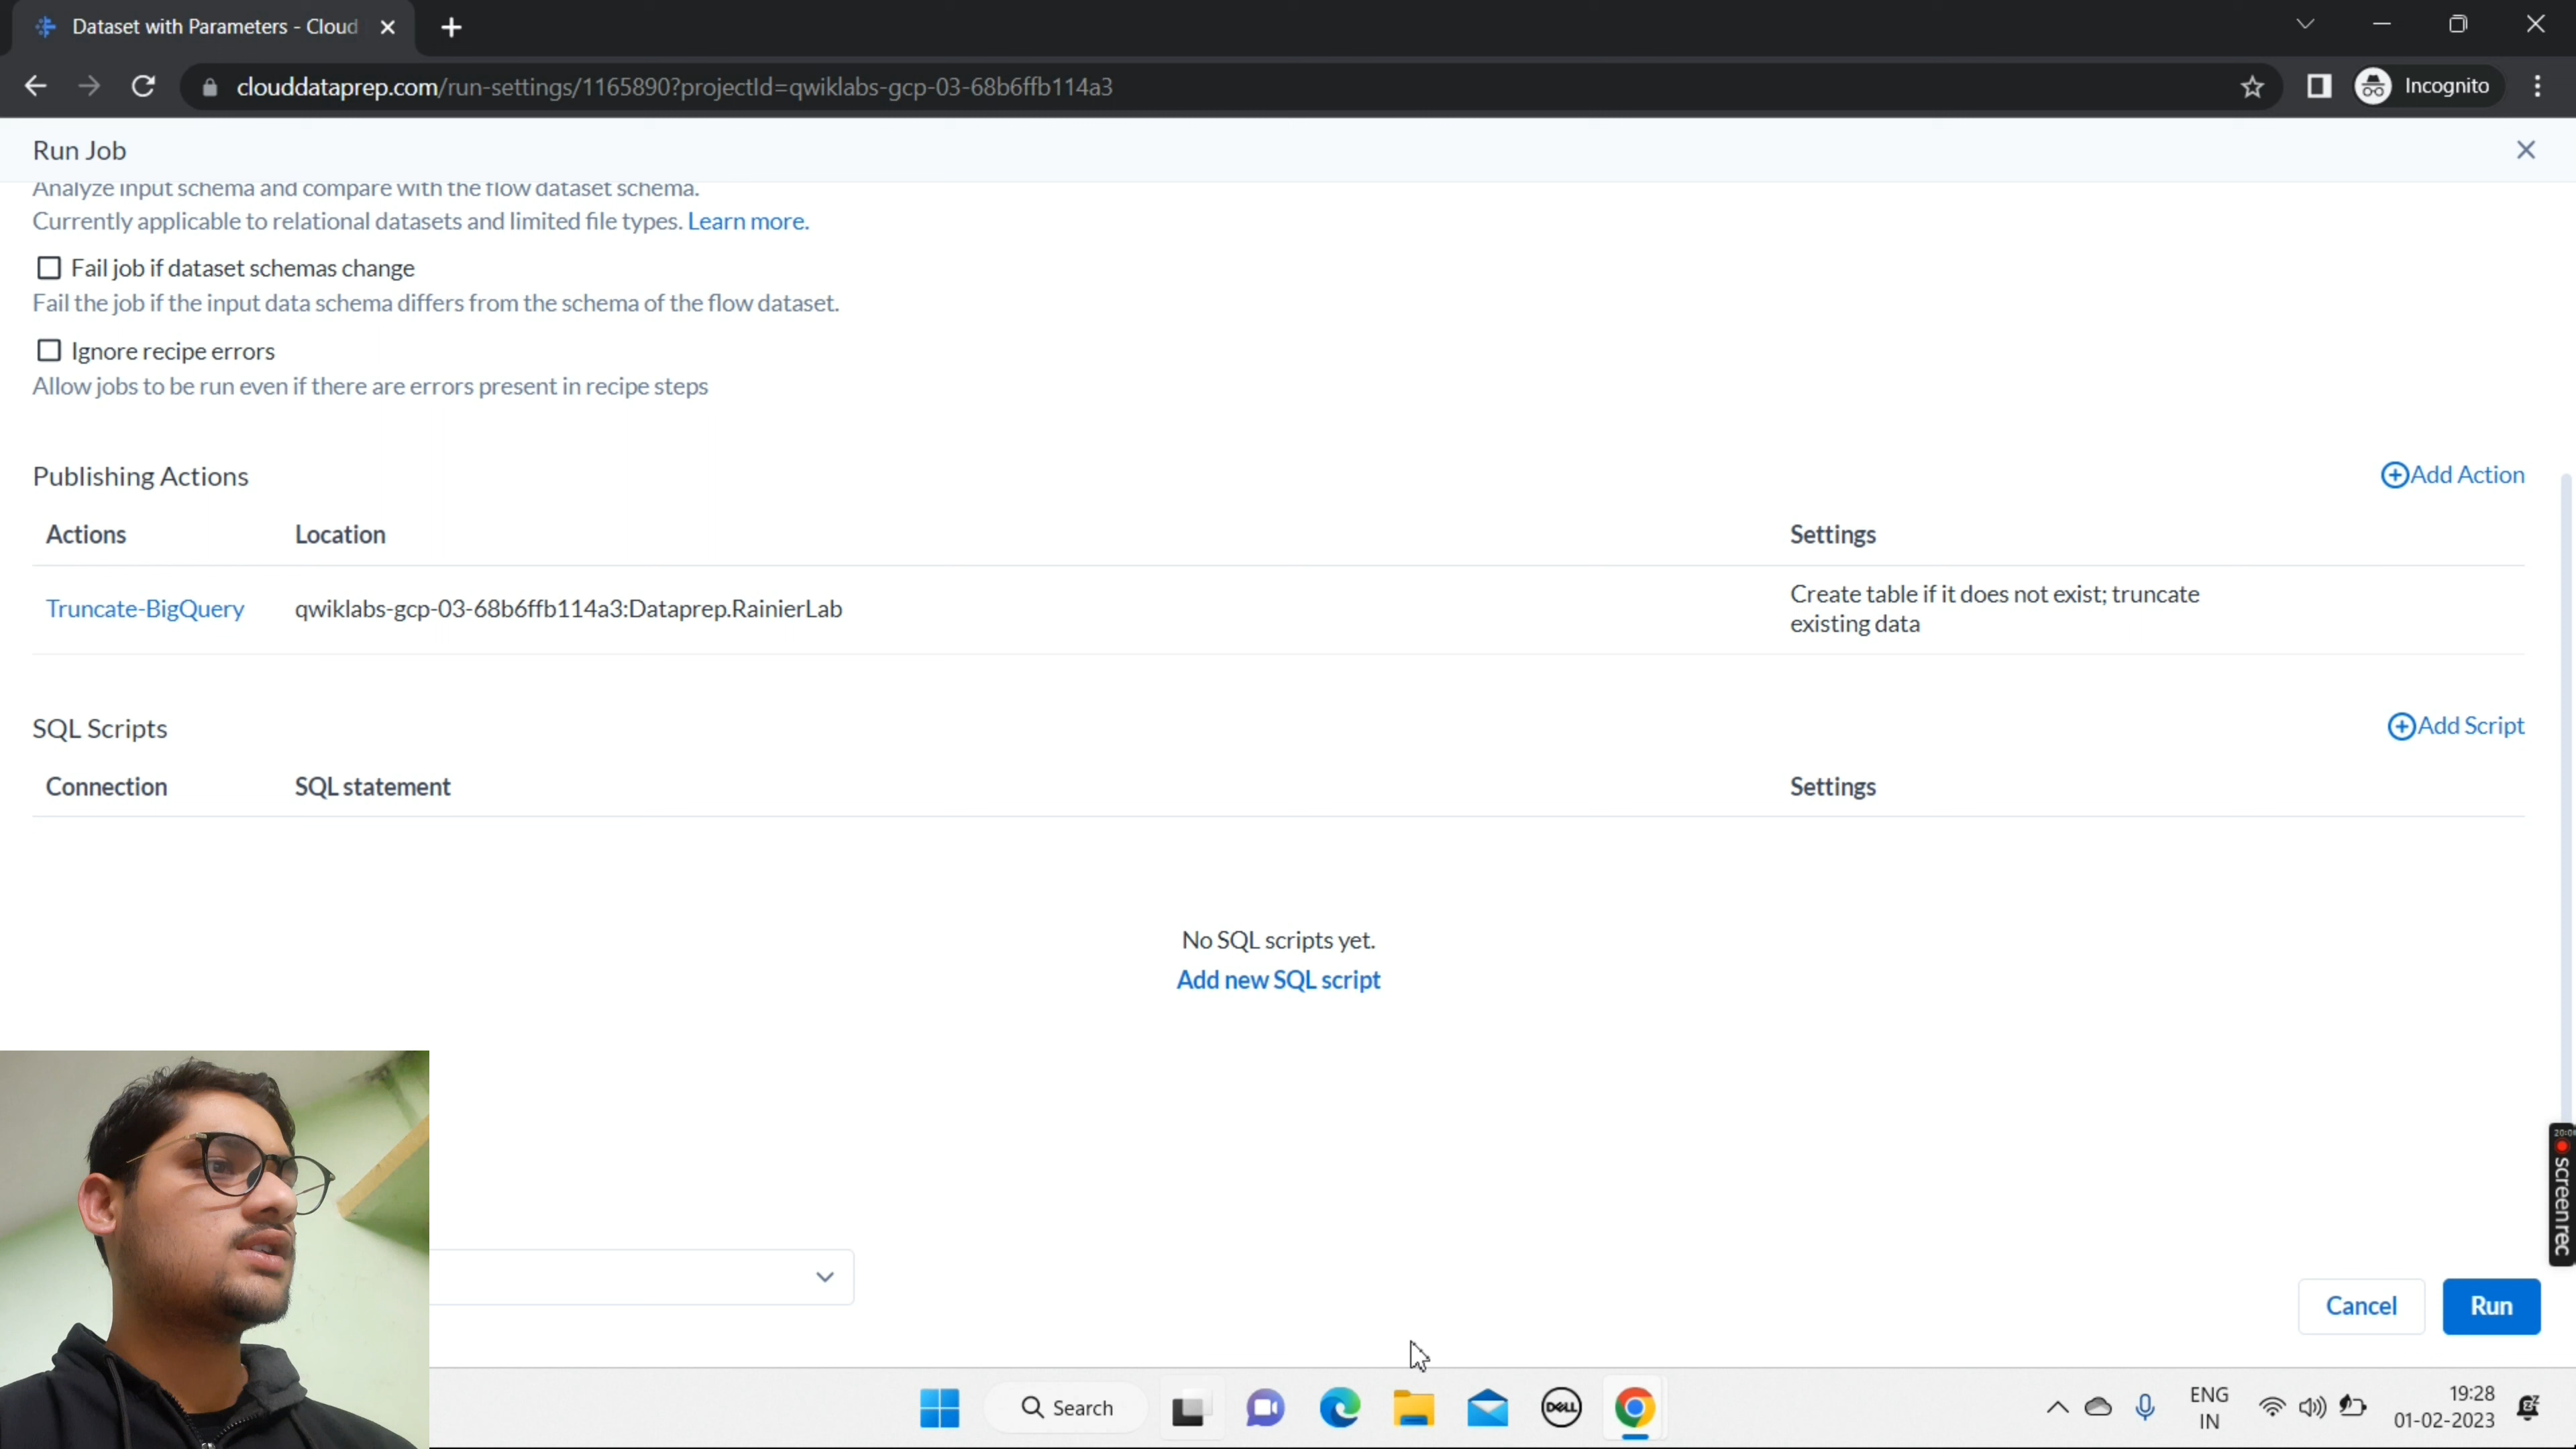 Dataset with Parameters - Cloud
clouddataprep.com/run-settings/1165890?projectId=qwiklabs-gcp-03-68b6ffb114a3
Incognito
Run Job
Analyze input schema and compare with the flow dataset schema.
Currently applicable to relational datasets and limited file types. Learn more.
Fail job if dataset schemas change
Fail the job if the input data schema differs from the schema of the flow dataset.
Ignore recipe errors
Allow jobs to be run even if there are errors present in recipe steps
Publishing Actions
Add Action
Actions Location Settings
Truncate-BigQuery qwiklabs-gcp-03-68b6ffb114a3:Dataprep.RainierLab Create table if it does not exist; truncate
existing data
SQL Scripts
Add Script
Connection SQL statement Settings
No SQL scripts yet.
Add new SQL script
screenrec
Cancel
Run
Search
DELL
ENG
IN
19:28
01-02-2023